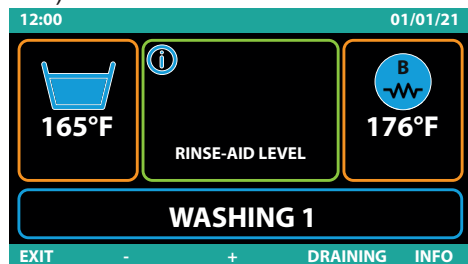 12:00 01/01/21
i
B
165°F
176°F
RINSE-AID LEVEL
WASHING 1
EXIT - + DRAINING INFO